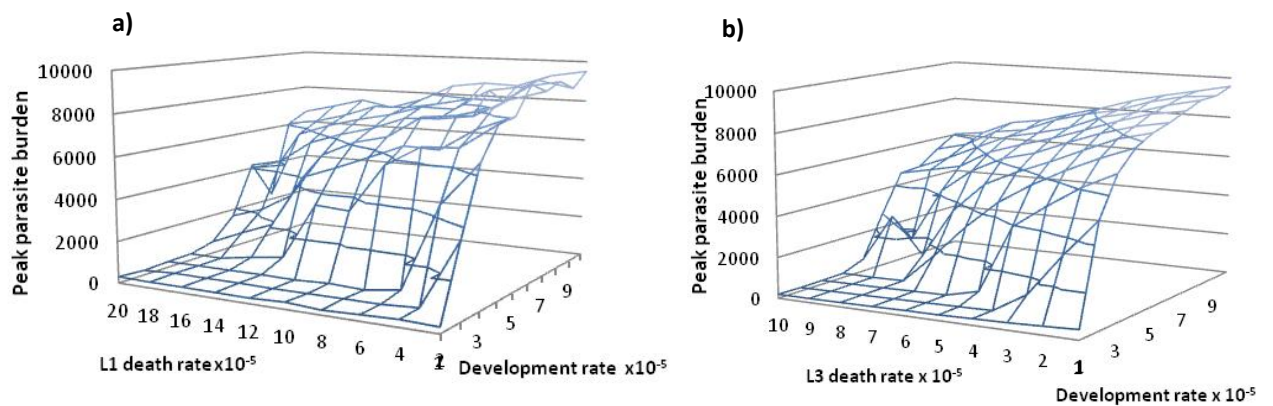 a)
Peak parasite burden
10000
8000
6000
4000
2000
0
20 18 16 14 12 10 8 6 4 2
1 3 5 7 9
L1 death rate x10-5
Development rate x10-5
b)
Peak parasite burden
10000
8000
6000
4000
2000
0
10 9 8 7 6 5 4 3 2 1
1 3 5 7 9
L3 death rate x 10-5
Development rate x 10-5